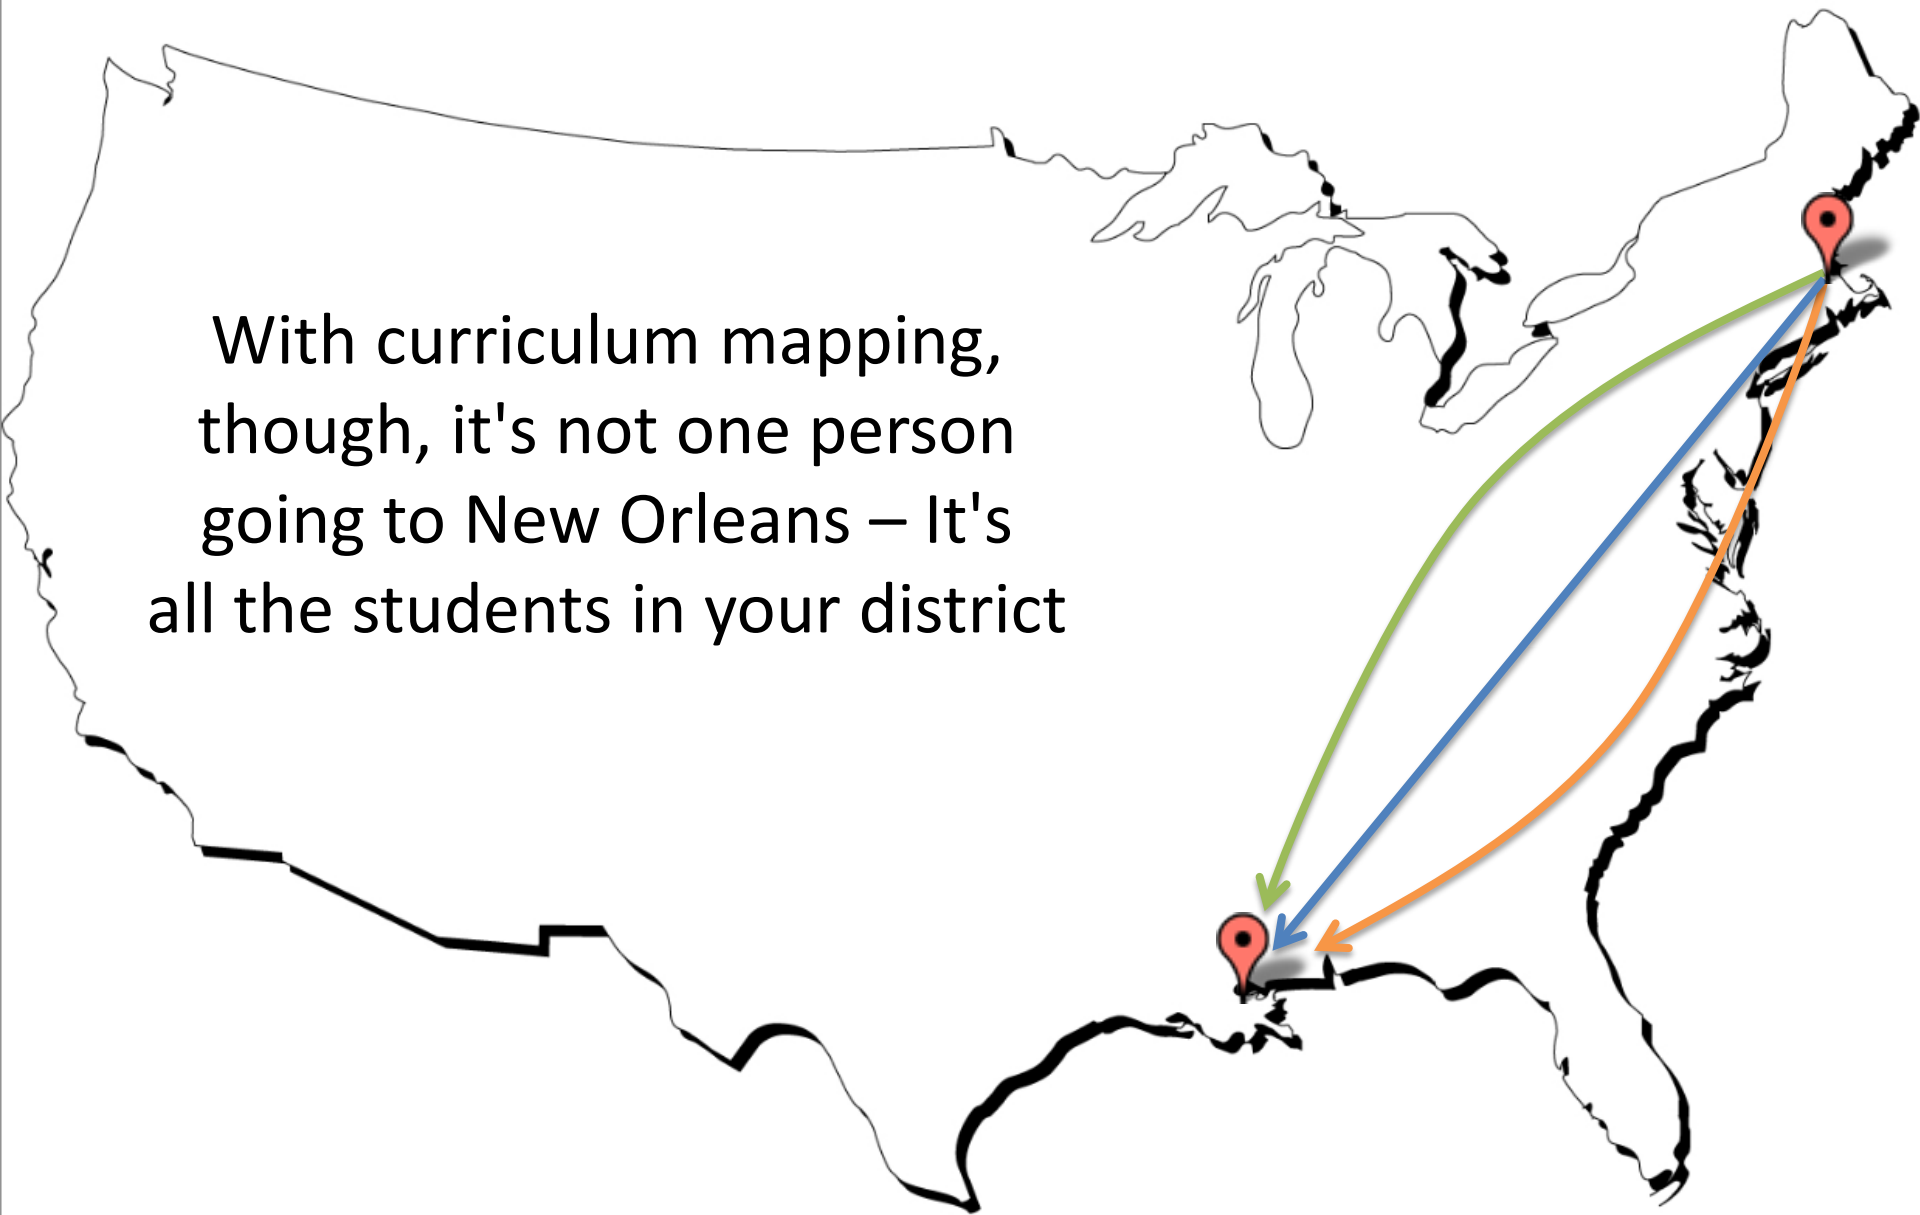 With curriculum mapping,
though, it's not one person
going to New Orleans – It's
all the students in your district